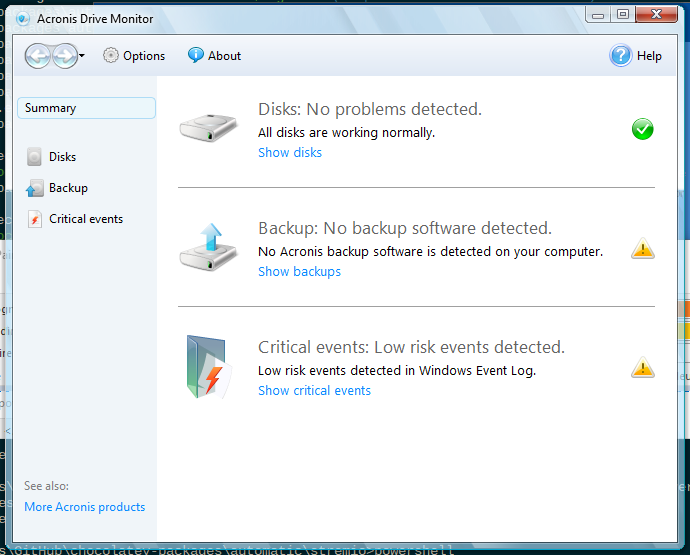 Acronis Drive Monitor
Options
About
Help
Summary
Disks
Backup
Critical events
Disks: No problems detected.
All disks are working normally.
Show disks
Backup: No backup software detected.
No Acronis backup software is detected on your computer.
Show backups
Critical events: Low risk events detected.
Low risk events detected in Windows Event Log.
Show critical events
See also:
More Acronis products
s\GitHub\chocolatey-packages\automatic\stremio>powershell